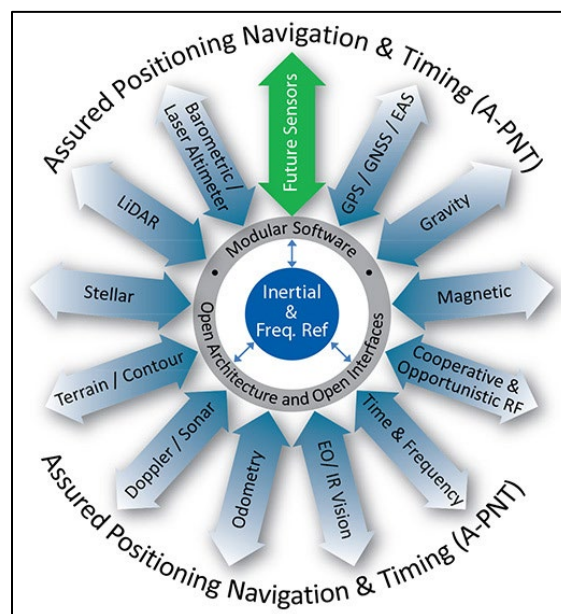 Assured Positioning Navigation & Timing (A-PNT)
Future Sensors
GPS / GNSS / EAS
Gravity
Magnetic
Cooperative &
Opportunistic RF
Time & Frequency
EO/ IR Vision
Odometry
Doppler / Sonar
Terrain / Contour
Stellar
LiDAR
Barometric /
Laser Altimeter
Modular Software
Open Architecture and Open Interfaces
Inertial
&
Freq. Ref
Assured Positioning Navigation & Timing (A-PNT)